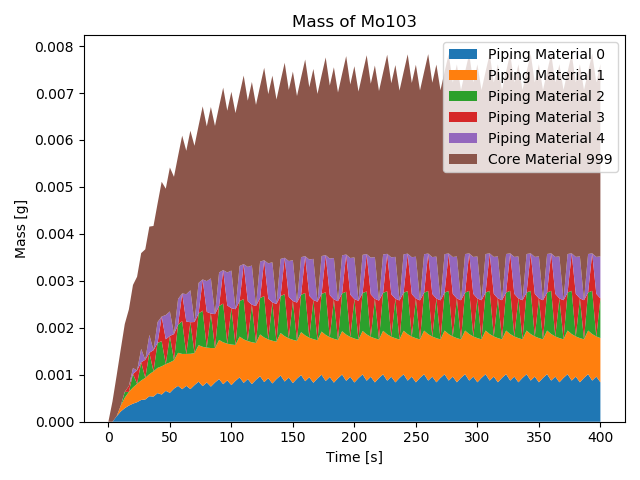 Mass of Mo103
0.008
0.007
0.006
0.005
0.004
0.003
0.002
0.001
0.000
Mass [g]
Piping Material 0
Piping Material 1
Piping Material 2
Piping Material 3
Piping Material 4
Core Material 999
0 50 100 150 200 250 300 350 400
Time [s]